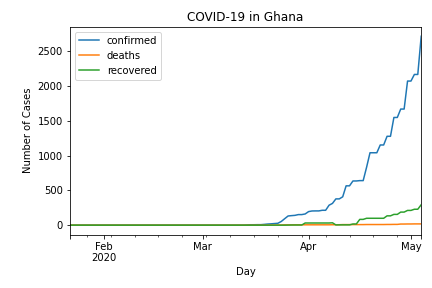 COVID-19 in Ghana
confirmed
deaths
recovered
Number of Cases
2500
2000
1500
1000
500
0
Feb
2020
Mar
Apr
May
Day